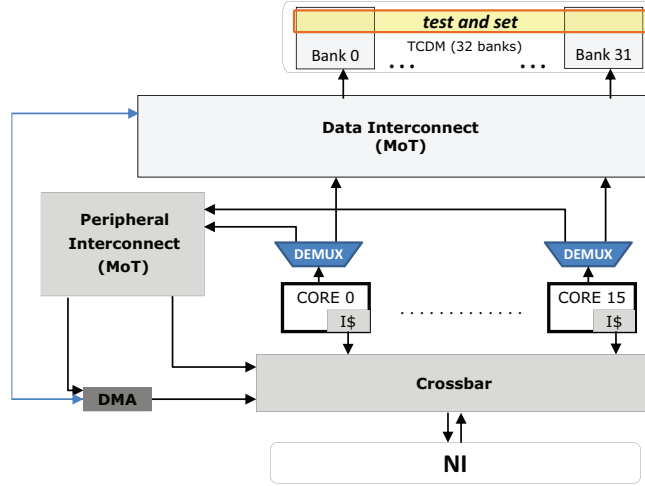 test and set
Bank 0
TCDM (32 banks)
Bank 31
... ...
Data Interconnect
(MoT)
Peripheral
Interconnect
(MoT)
DEMUX
DEMUX
CORE 0
I$
. . . . . . . . . . . .
CORE 15
I$
Crossbar
DMA
NI